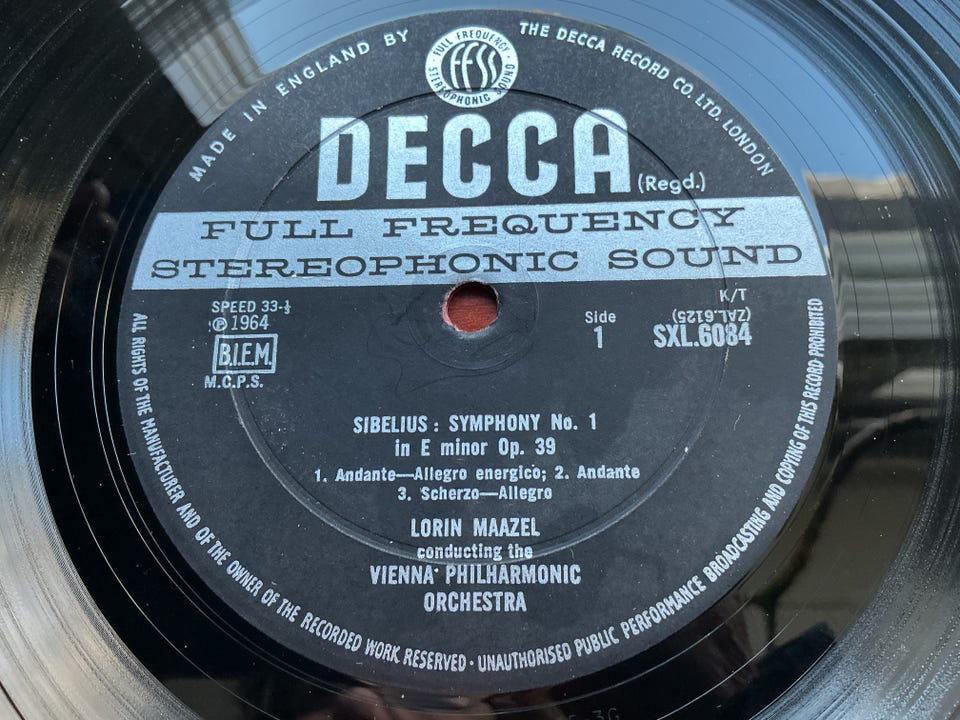 MADE IN ENGLAND BY
THE DECCA RECORD CO. LTD. LONDON
FULL FREQUENCY
FFSS
STEREOPHONIC SOUND
DECCA (Regd.)
FULL FREQUENCY
STEREOPHONIC SOUND
SPEED 33-⅓
℗ 1964
B.I.E.M.
M.C.P.S.
Side
1
K/T
(ZAL.6125)
SXL.6084
SIBELIUS : SYMPHONY No. 1
in E minor Op. 39
1. Andante—Allegro energico; 2. Andante
3. Scherzo—Allegro
LORIN MAAZEL
conducting the
VIENNA PHILHARMONIC
ORCHESTRA
ALL RIGHTS OF THE MANUFACTURER AND OF THE OWNER OF THE RECORDED WORK RESERVED · UNAUTHORISED PUBLIC PERFORMANCE BROADCASTING AND COPYING OF THIS RECORD PROHIBITED